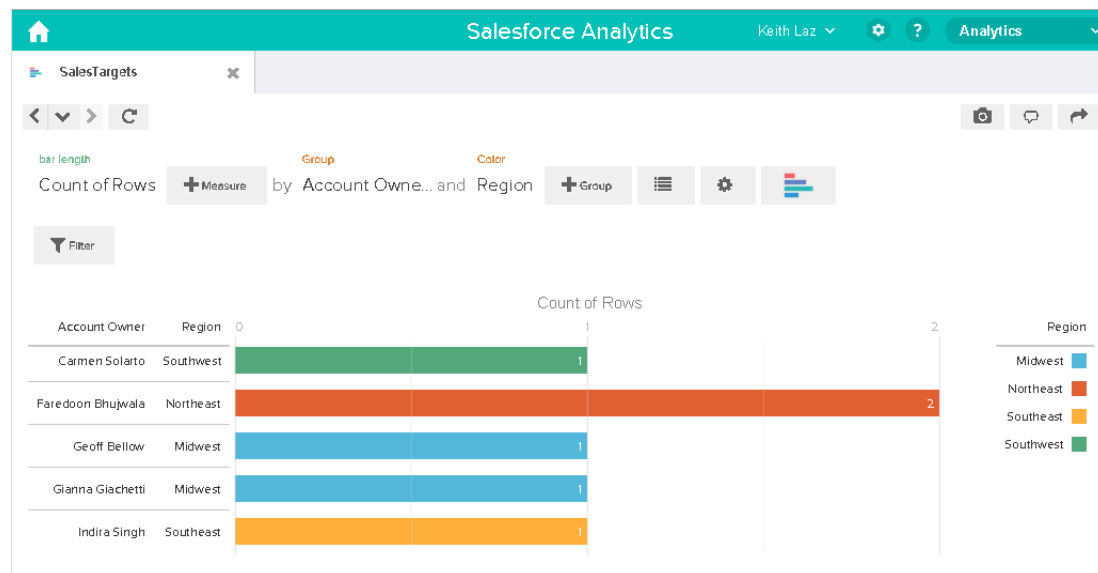 Salesforce Analytics Keith Laz ? Analytics
SalesTargets
bar length Group Color
Count of Rows Measure by Account Owne... and Region Group
Filter
Count of Rows
Account Owner Region 0 1 2 Region
Carmen Solarto Southwest 1 Midwest
Faredoon Bhujwala Northeast 2 Northeast
Southeast
Geoff Bellow Midwest 1 Southwest
Gianna Giachetti Midwest 1
Indira Singh Southeast 1